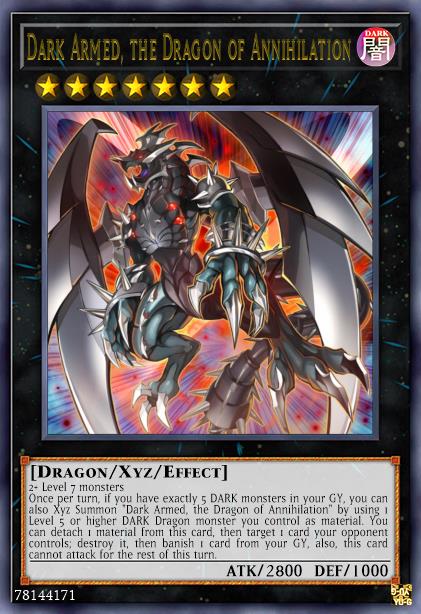 Dark Armed, the Dragon of Annihilation
DARK
闇
[Dragon/Xyz/Effect]
2+ Level 7 monsters
Once per turn, if you have exactly 5 DARK monsters in your GY, you can
also Xyz Summon "Dark Armed, the Dragon of Annihilation" by using 1
Level 5 or higher DARK Dragon monster you control as material. You
can detach 1 material from this card, then target 1 card your opponent
controls; destroy it, then banish 1 card from your GY, also, this card
cannot attack for the rest of this turn.
ATK/2800 DEF/1000
78144171